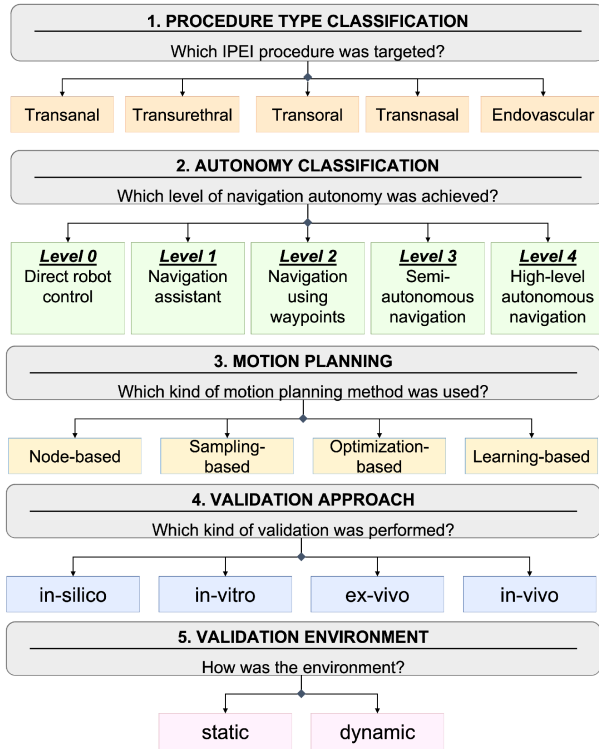 1. PROCEDURE TYPE CLASSIFICATION
Which IPEI procedure was targeted?
Transanal
Transurethral
Transoral
Transnasal
Endovascular
2. AUTONOMY CLASSIFICATION
Which level of navigation autonomy was achieved?
Level 0
Direct robot
control
Level 1
Navigation
assistant
Level 2
Navigation
using
waypoints
Level 3
Semi-
autonomous
navigation
Level 4
High-level
autonomous
navigation
3. MOTION PLANNING
Which kind of motion planning method was used?
Node-based
Sampling-
based
Optimization-
based
Learning-based
4. VALIDATION APPROACH
Which kind of validation was performed?
in-silico
in-vitro
ex-vivo
in-vivo
5. VALIDATION ENVIRONMENT
How was the environment?
static
dynamic